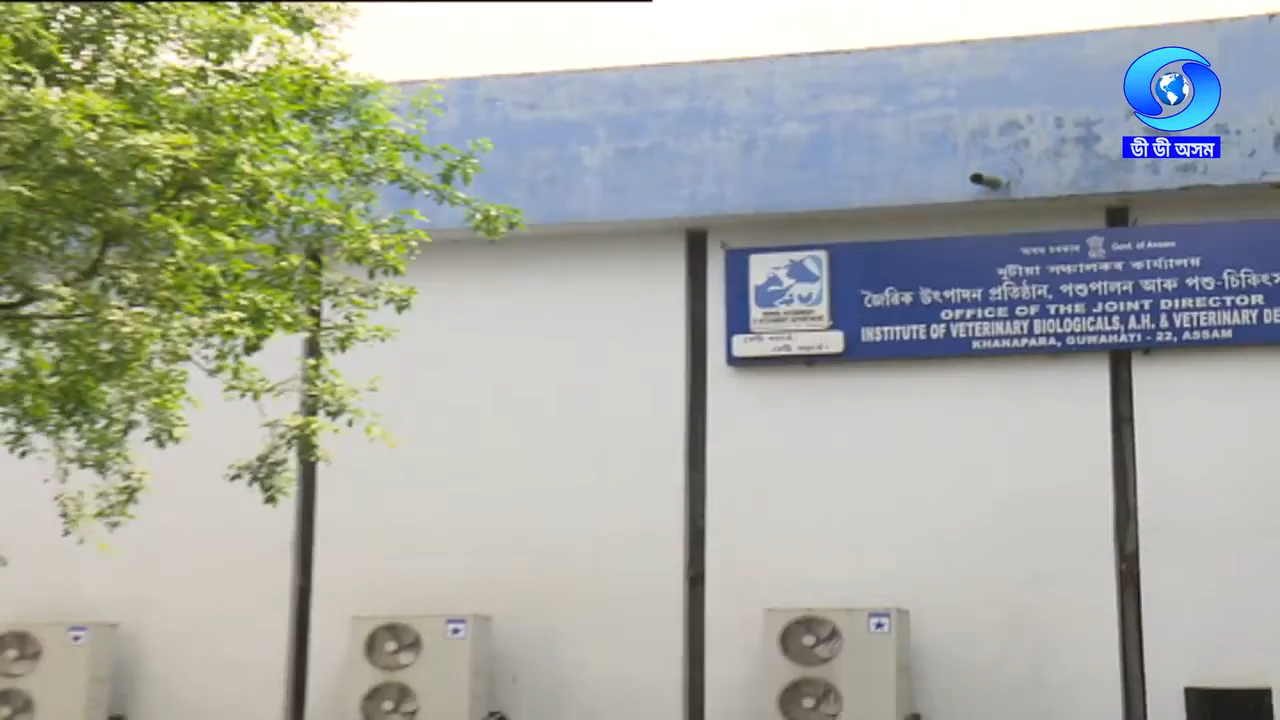 ডী ডী অসম
অসম চৰকাৰ Govt. of Assam
যুটীয়া সঞ্চালকৰ কাৰ্য্যালয়
জৈৱিক উৎপাদন প্ৰতিষ্ঠান, পশুপালন আৰু পশু-চিকিৎস
OFFICE OF THE JOINT DIRECTOR
INSTITUTE OF VETERINARY BIOLOGICALS, A.H. & VETERINARY DE
KHANAPARA, GUWAHATI - 22, ASSAM